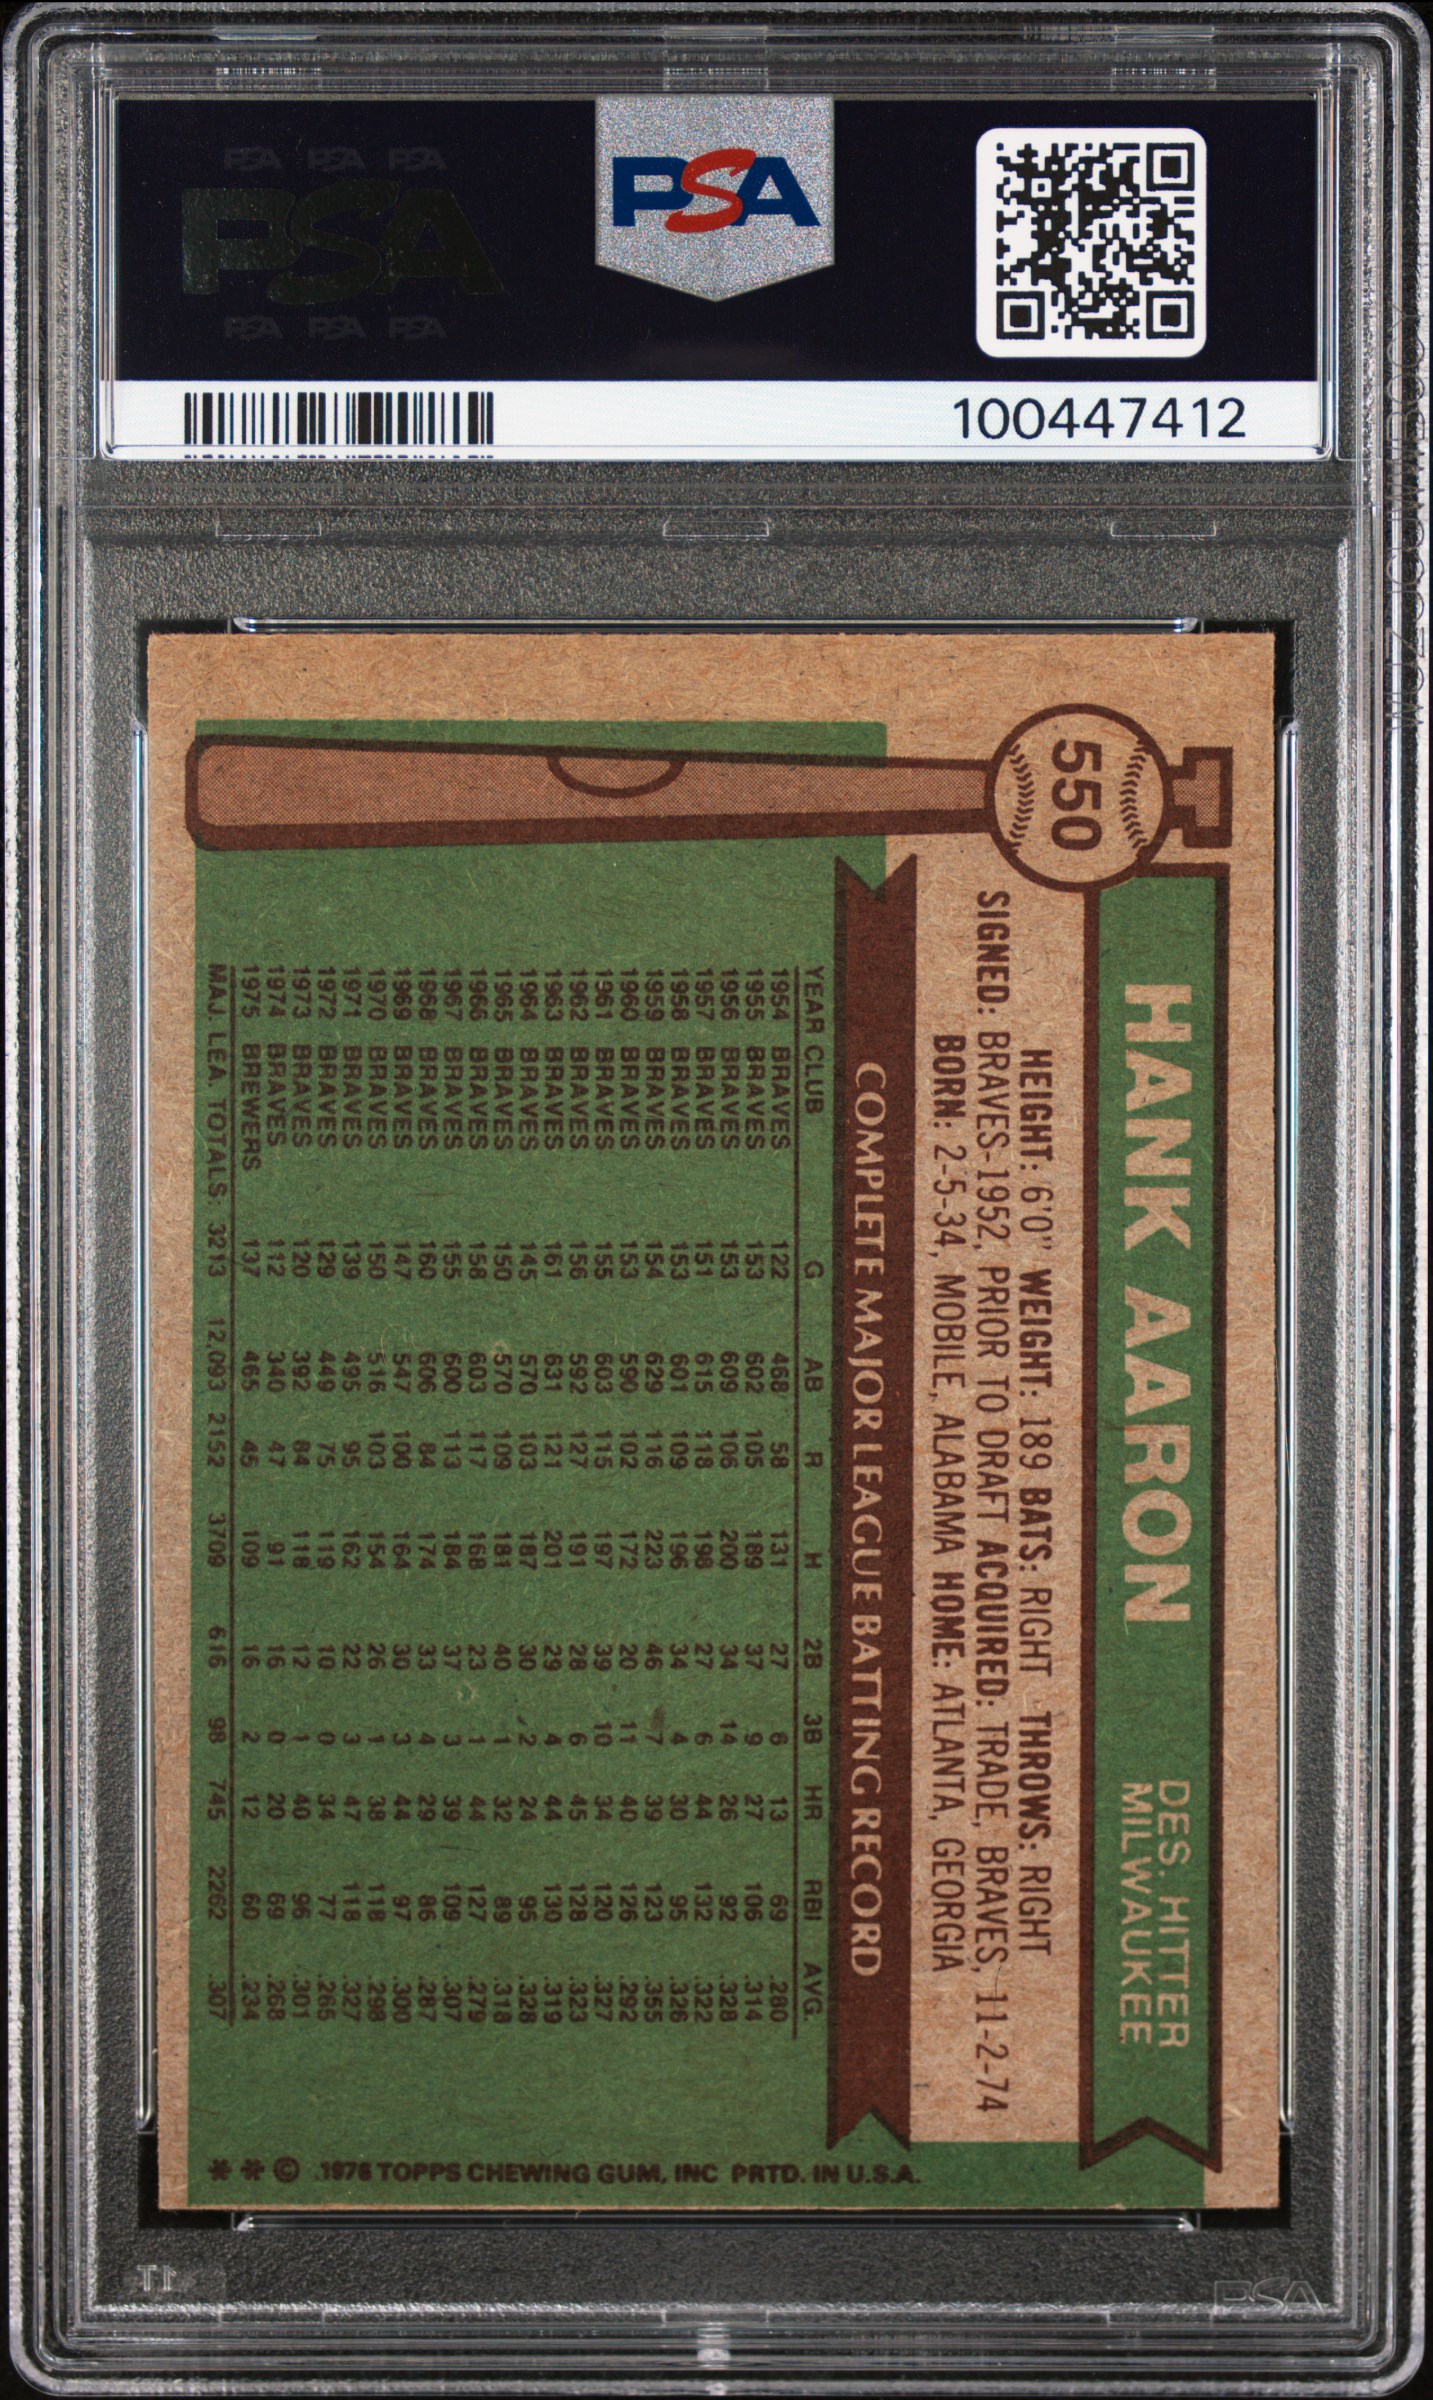 PSA PSA PSA
PSA
PSA PSA PSA
PSA
100447412
550
HANK AARON
DES. HITTER
MILWAUKEE
HEIGHT: 6'0" WEIGHT: 189 BATS: RIGHT THROWS: RIGHT
SIGNED: BRAVES-1952, PRIOR TO DRAFT ACQUIRED: TRADE, BRAVES, 11-2-74
BORN: 2-5-34, MOBILE, ALABAMA HOME: ATLANTA, GEORGIA
COMPLETE MAJOR LEAGUE BATTING RECORD
YEAR CLUB G AB R H 2B 3B HR RBI AVG.
1954 BRAVES 122 468 58 131 27 6 13 69 .280
1955 BRAVES 153 602 105 189 37 9 27 106 .314
1956 BRAVES 153 609 106 200 34 14 26 92 .328
1957 BRAVES 151 615 118 198 27 6 44 132 .322
1958 BRAVES 153 601 109 196 34 4 30 95 .326
1959 BRAVES 154 629 116 223 46 7 39 123 .355
1960 BRAVES 153 590 102 172 20 11 40 126 .292
1961 BRAVES 155 603 115 197 39 10 34 120 .327
1962 BRAVES 156 592 127 191 28 6 45 128 .323
1963 BRAVES 161 631 121 201 29 4 44 130 .319
1964 BRAVES 145 570 103 187 30 2 24 95 .328
1965 BRAVES 150 570 109 181 40 1 32 89 .318
1966 BRAVES 158 603 117 168 23 1 44 127 .279
1967 BRAVES 155 600 113 184 37 3 39 109 .307
1968 BRAVES 160 606 84 174 33 4 29 86 .287
1969 BRAVES 147 547 100 164 30 3 44 97 .300
1970 BRAVES 150 516 103 154 26 1 38 118 .298
1971 BRAVES 139 495 95 162 22 3 47 118 .327
1972 BRAVES 129 449 75 119 10 0 34 77 .265
1973 BRAVES 120 392 84 118 12 1 40 96 .301
1974 BRAVES 112 340 47 91 16 0 20 69 .268
1975 BREWERS 137 465 45 109 16 2 12 60 .234
MAJ. LEA. TOTALS: 3213 12,093 2152 3709 616 98 745 2262 .307
* * © 1976 TOPPS CHEWING GUM, INC PRTD. IN U.S.A.
PSA